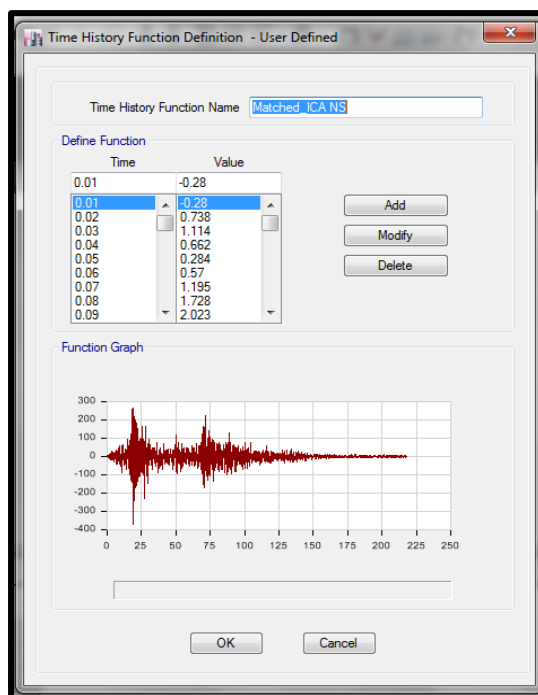 Time History Function Definition - User Defined
Time History Function Name Matched_ICA NS
Define Function
Time Value
0.01 -0.28
0.01 -0.28
0.02 0.738
0.03 1.114
0.04 0.662
0.05 0.284
0.06 0.57
0.07 1.195
0.08 1.728
0.09 2.023
Add
Modify
Delete
Function Graph
300
200
100
0
-100
-200
-300
-400
0 25 50 75 100 125 150 175 200 225 250
OK Cancel